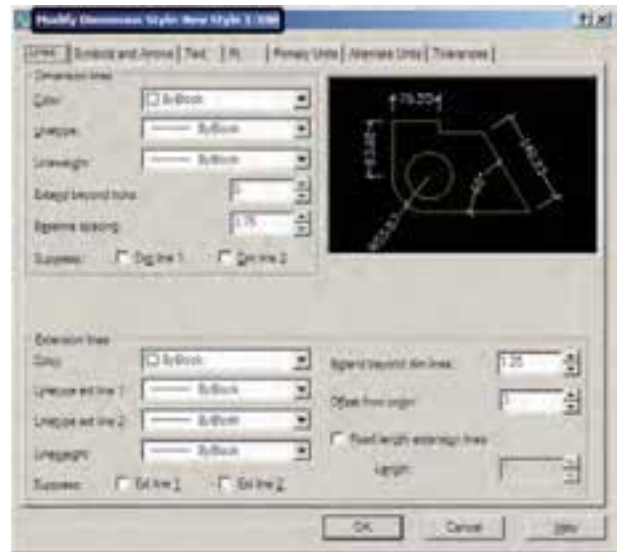 Modify Dimension Style: New Style 1:100
Lines Symbols and Arrows Text Fit Primary Units Alternate Units Tolerances
Dimension lines
Color: ByBlock
Linetype: ByBlock
Lineweight: ByBlock
Extend beyond ticks:
Baseline spacing: 3.75
Suppress: Dim line 1 Dim line 2
Extension lines
Color: ByBlock
Linetype ext line 1: ByBlock
Linetype ext line 2: ByBlock
Lineweight: ByBlock
Suppress: Ext line 1 Ext line 2
Extend beyond dim lines: 1.25
Offset from origin:
Fixed length extension lines
Length:
OK Cancel Help